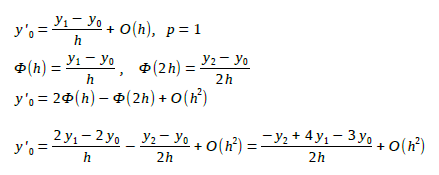 y'₀ = (y₁ − y₀)/h + O(h), p = 1
Φ(h) = (y₁ − y₀)/h , Φ(2h) = (y₂ − y₀)/2h
y'₀ = 2Φ(h) − Φ(2h) + O(h²)
y'₀ = (2y₁ − 2y₀)/h − (y₂ − y₀)/2h + O(h²) = (−y₂ + 4y₁ − 3y₀)/2h + O(h²)